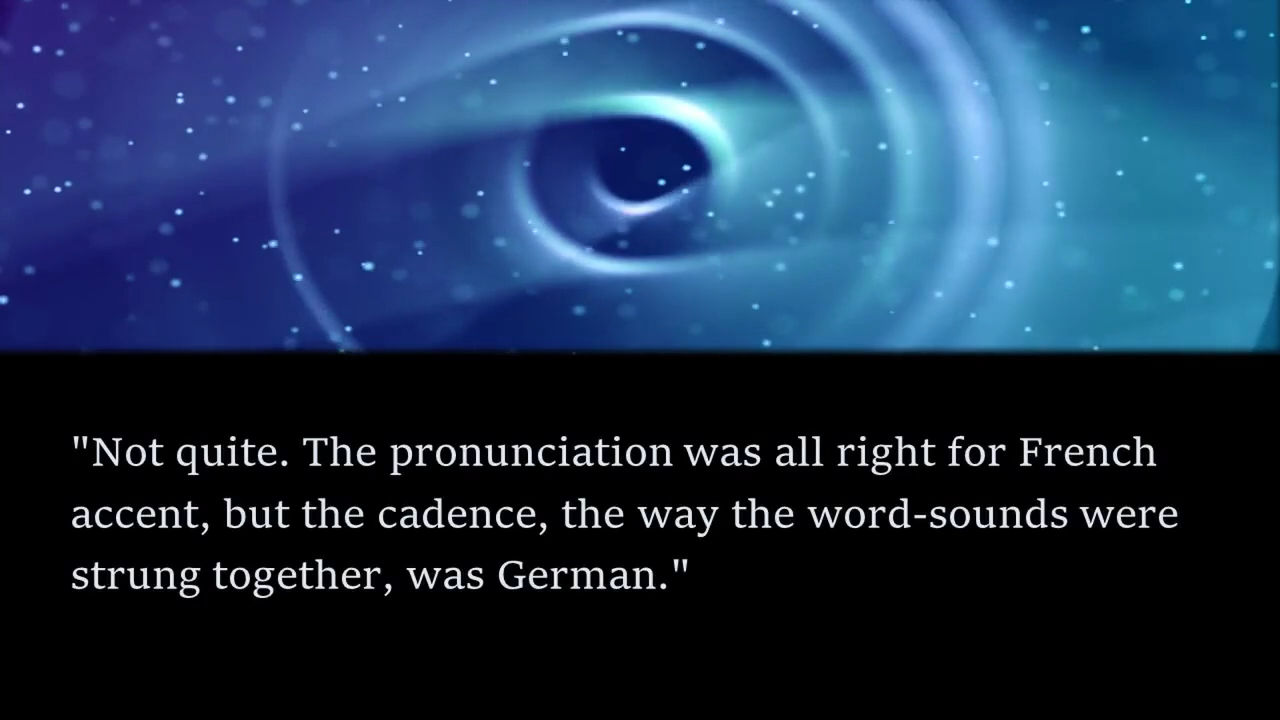 "Not quite. The pronunciation was all right for French
accent, but the cadence, the way the word-sounds were
strung together, was German."